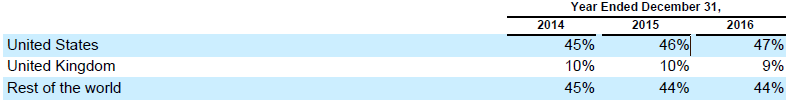 Year Ended December 31,
2014 2015 2016
United States 45% 46% 47%
United Kingdom 10% 10% 9%
Rest of the world 45% 44% 44%